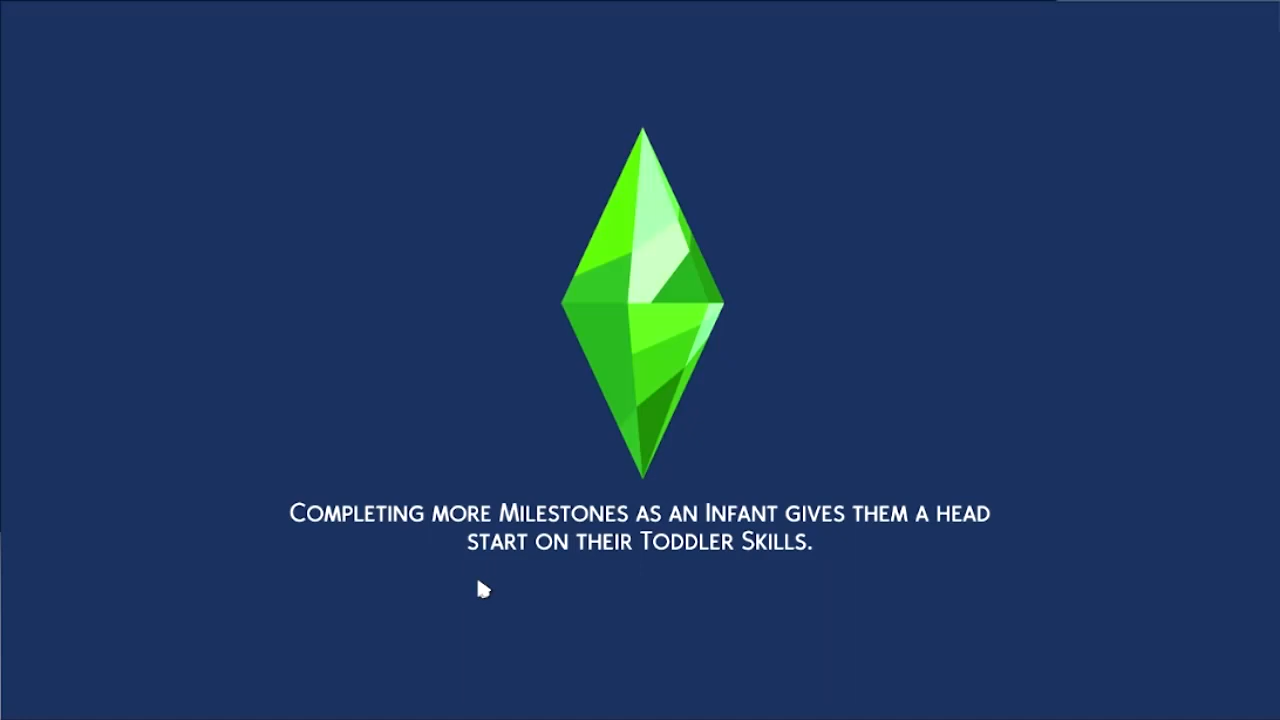 Completing more Milestones as an Infant gives them a head
start on their Toddler Skills.